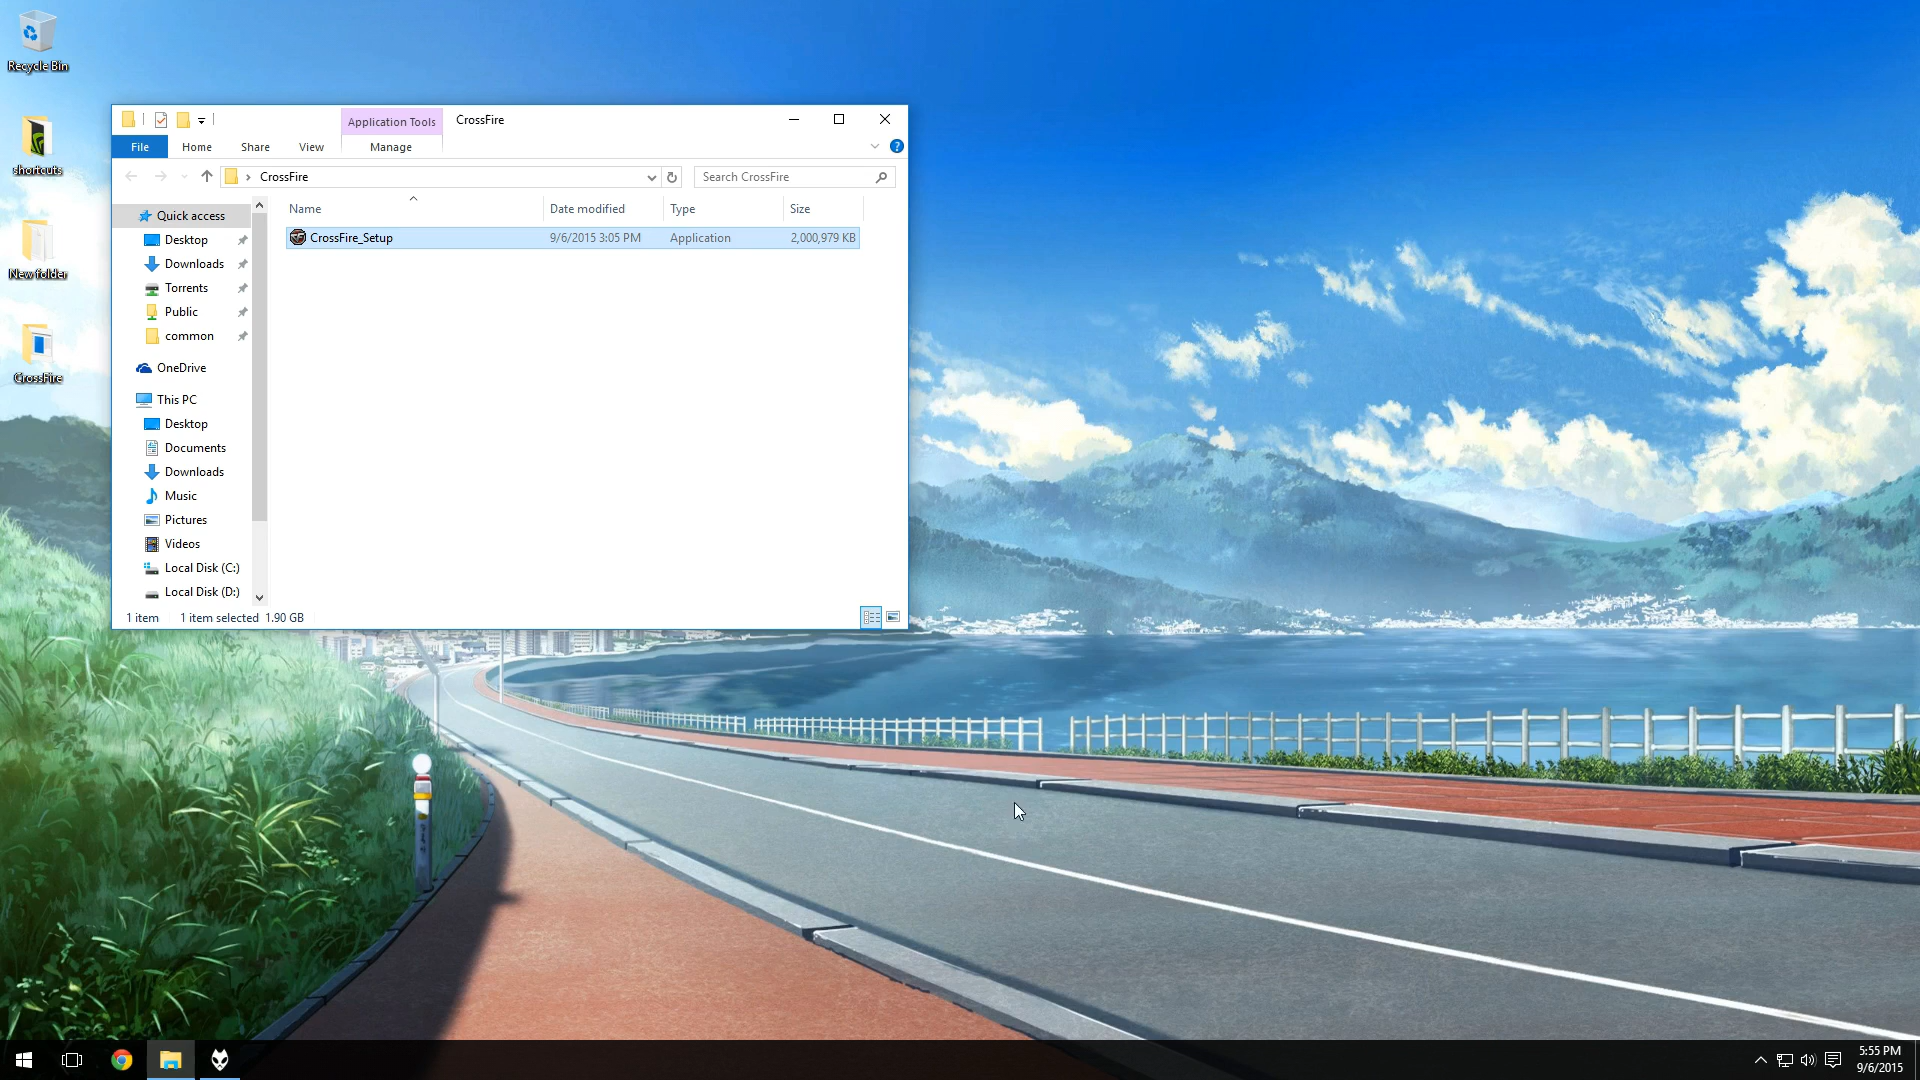 Recycle Bin
shortcuts
New folder
CrossFire
Application Tools
CrossFire
File
Home
Share
View
Manage
?
CrossFire
Search CrossFire
Name
Date modified
Type
Size
CrossFire_Setup
9/6/2015 3:05 PM
Application
2,000,979 KB
Quick access
Desktop
Downloads
Torrents
Public
common
OneDrive
This PC
Desktop
Documents
Downloads
Music
Pictures
Videos
Local Disk (C:)
Local Disk (D:)
1 item
1 item selected 1.90 GB
5:55 PM
9/6/2015